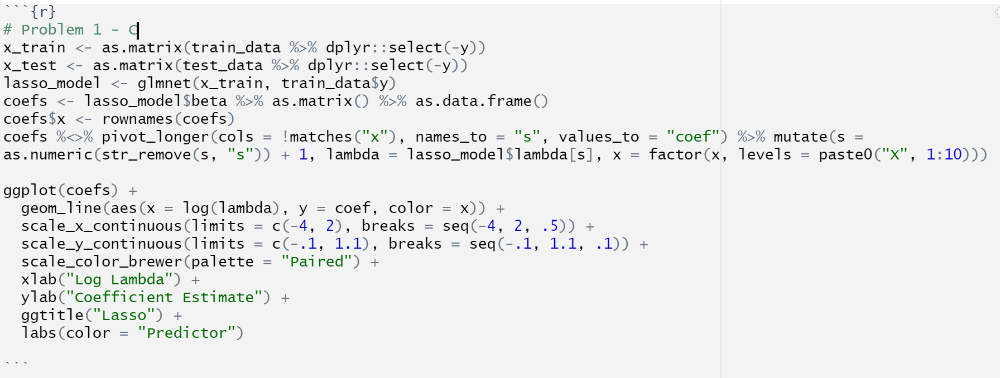 ```{r}
# Problem 1 - C
x_train <- as.matrix(train_data %>% dplyr::select(-y))
x_test <- as.matrix(test_data %>% dplyr::select(-y))
lasso_model <- glmnet(x_train, train_data$y)
coefs <- lasso_model$beta %>% as.matrix() %>% as.data.frame()
coefs$x <- rownames(coefs)
coefs %<>% pivot_longer(cols = !matches("x"), names_to = "s", values_to = "coef") %>% mutate(s =
as.numeric(str_remove(s, "s")) + 1, lambda = lasso_model$lambda[s], x = factor(x, levels = paste0("X", 1:10)))

ggplot(coefs) +
  geom_line(aes(x = log(lambda), y = coef, color = x)) +
  scale_x_continuous(limits = c(-4, 2), breaks = seq(-4, 2, .5)) +
  scale_y_continuous(limits = c(-.1, 1.1), breaks = seq(-.1, 1.1, .1)) +
  scale_color_brewer(palette = "Paired") +
  xlab("Log Lambda") +
  ylab("Coefficient Estimate") +
  ggtitle("Lasso") +
  labs(color = "Predictor")

```